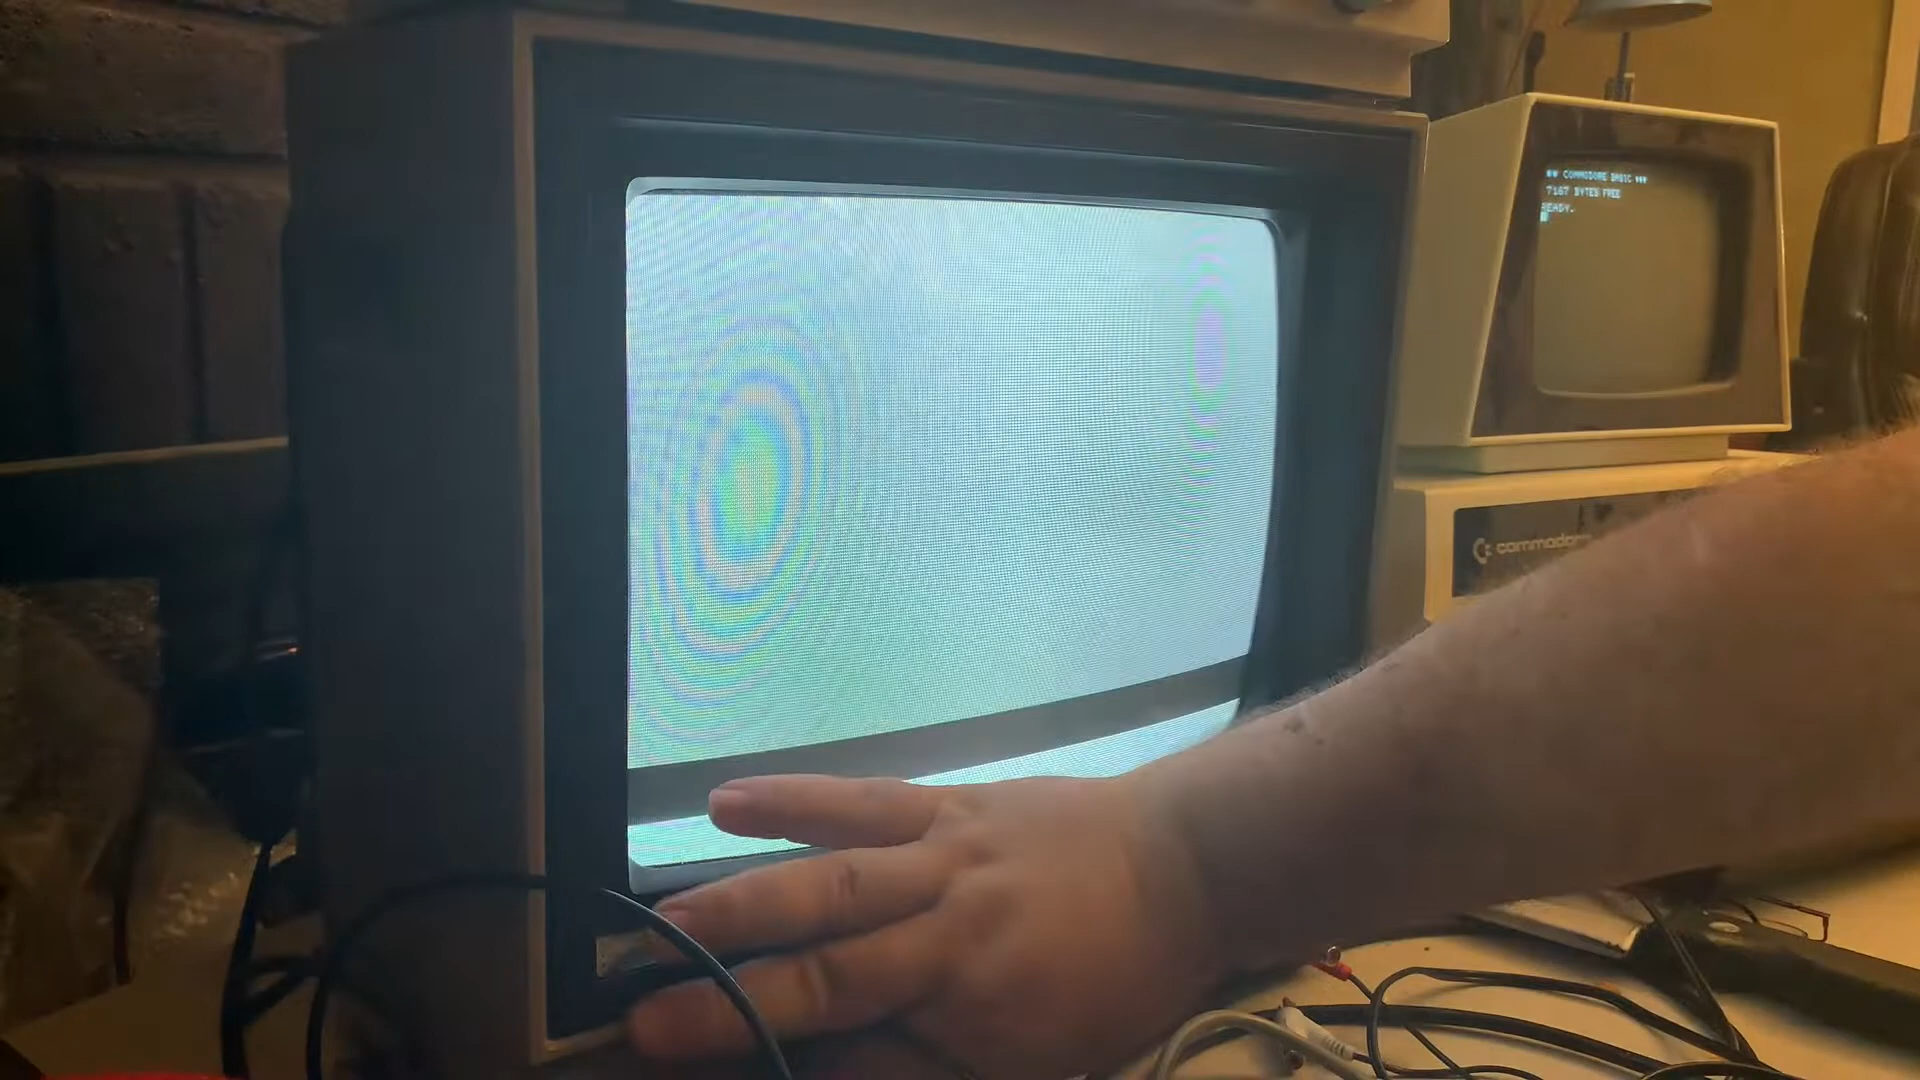 ** COMMODORE BASIC ***
7167 BYTES FREE
READY.
commodore